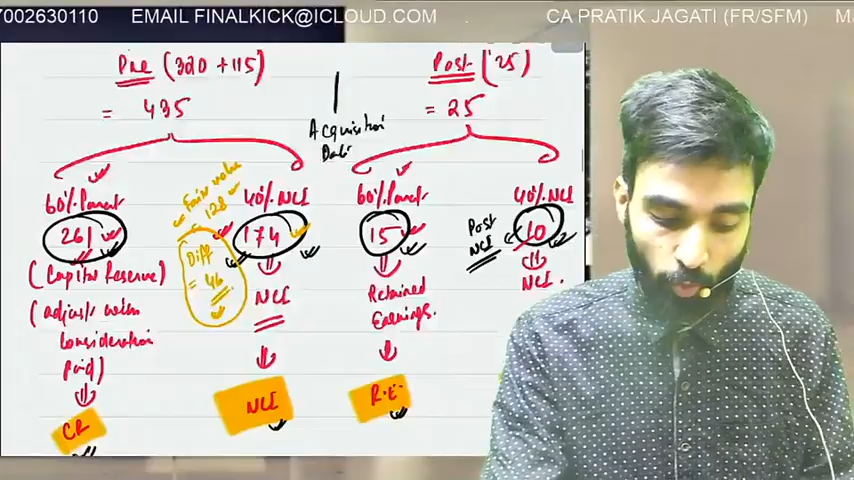 7002630110 EMAIL FINALKICK@ICLOUD.COM CA PRATIK JAGATI (FR/SFM) M
Pre (320 + 115)
= 435
Acquisition
Date
Post (25)
= 25
60% Parent
261
(Capital Reserve)
(adjust with
consideration
paid)
CR
Fair value
128
Diff
= 46
40% NCI
174
NCI
NCI
60% Parent
15
Retained
Earnings.
R.E.
40% NCI
Post
NCI
10
NCI.